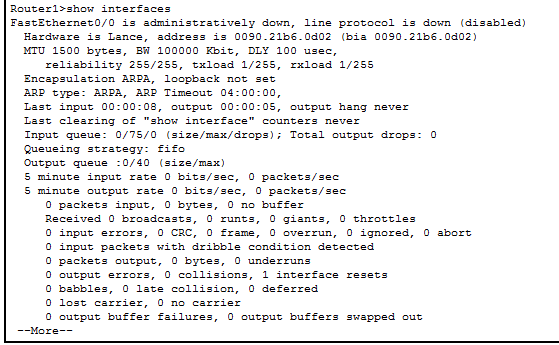 Router1>show interfaces
FastEthernet0/0 is administratively down, line protocol is down (disabled)
Hardware is Lance, address is 0090.21b6.0d02 (bia 0090.21b6.0d02)
MTU 1500 bytes, BW 100000 Kbit, DLY 100 usec,
reliability 255/255, txload 1/255, rxload 1/255
Encapsulation ARPA, loopback not set
ARP type: ARPA, ARP Timeout 04:00:00,
Last input 00:00:08, output 00:00:05, output hang never
Last clearing of "show interface" counters never
Input queue: 0/75/0 (size/max/drops); Total output drops: 0
Queueing strategy: fifo
Output queue :0/40 (size/max)
5 minute input rate 0 bits/sec, 0 packets/sec
5 minute output rate 0 bits/sec, 0 packets/sec
0 packets input, 0 bytes, 0 no buffer
Received 0 broadcasts, 0 runts, 0 giants, 0 throttles
0 input errors, 0 CRC, 0 frame, 0 overrun, 0 ignored, 0 abort
0 input packets with dribble condition detected
0 packets output, 0 bytes, 0 underruns
0 output errors, 0 collisions, 1 interface resets
0 babbles, 0 late collision, 0 deferred
0 lost carrier, 0 no carrier
0 output buffer failures, 0 output buffers swapped out
--More--